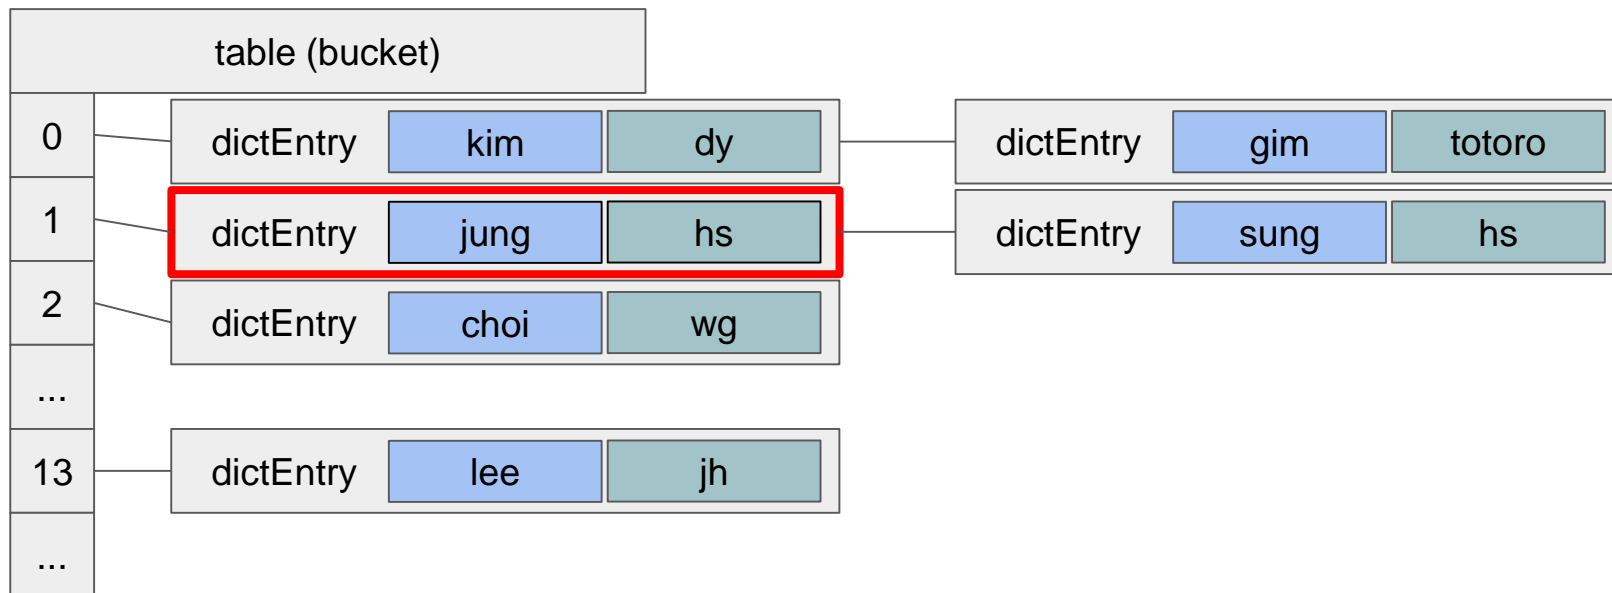 table (bucket)
0 dictEntry kim dy dictEntry gim totoro
1 dictEntry jung hs dictEntry sung hs
2 dictEntry choi wg
...
13 dictEntry lee jh
...